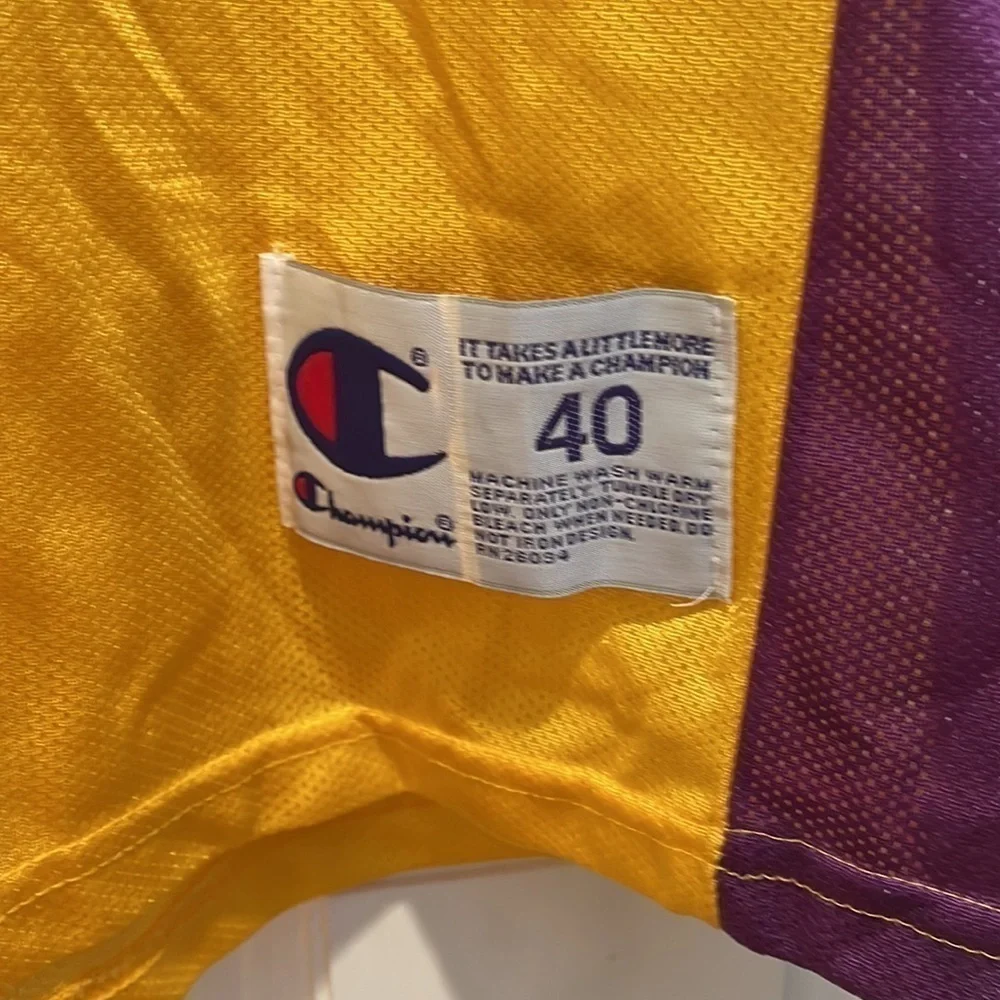 Champion
IT TAKES A LITTLE MORE
TO MAKE A CHAMPION
40
MACHINE WASH WARM
SEPARATELY. TUMBLE DRY
LOW. ONLY NON-CHLORINE
BLEACH WHEN NEEDED. DO
NOT IRON DESIGN.
RN 26094